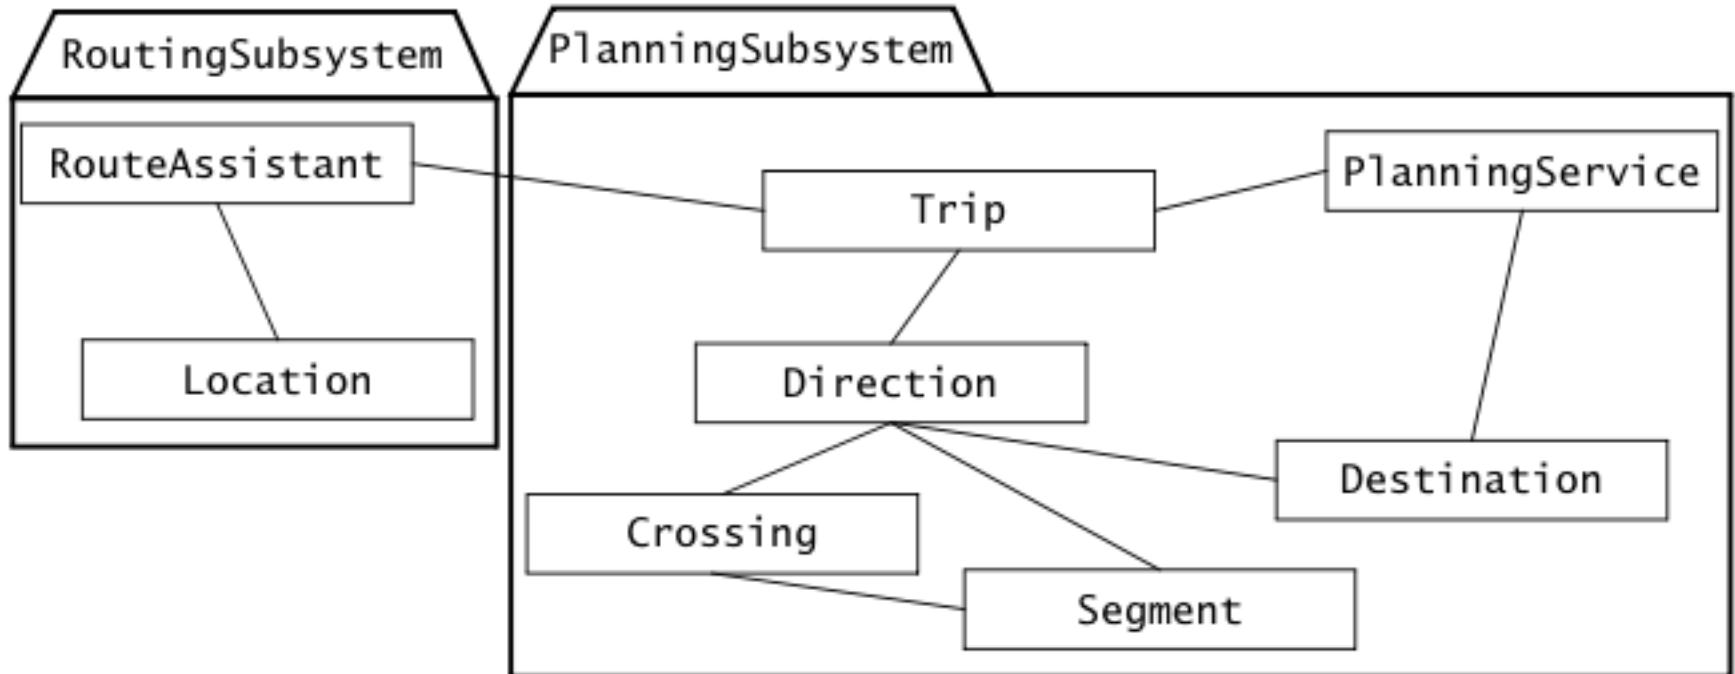 RoutingSubsystem
PlanningSubsystem
RouteAssistant
Trip
PlanningService
Location
Direction
Destination
Crossing
Segment